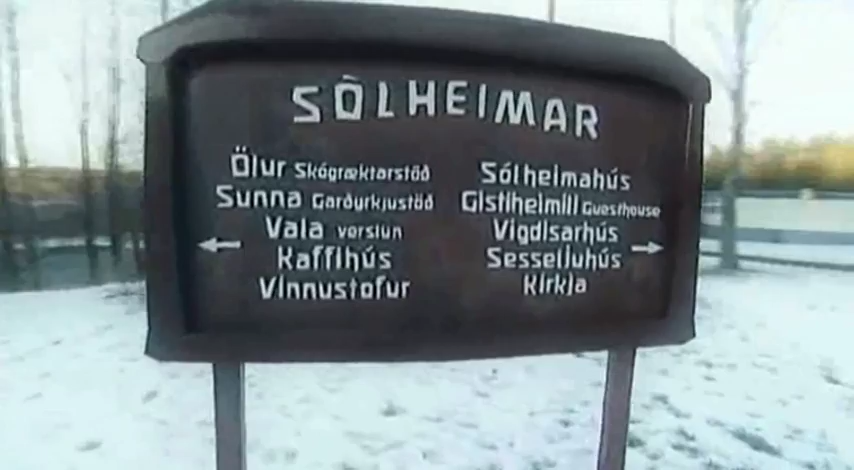 SÓLHEIMAR
Ölur Skógræktarstöð
Sunna Garðyrkjustöð
Vala verslun
Kaffihús
Vinnustofur
Sólheimahús
Gistiheimili Guesthouse
Vigdísarhús
Sesseljuhús
Kirkja